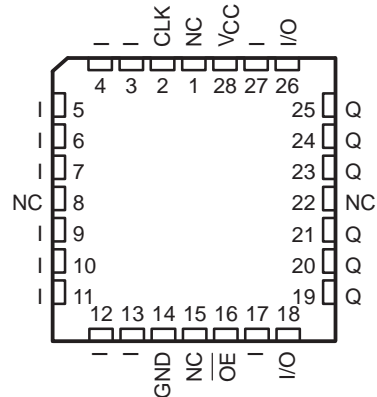 I I CLK NC VCC I I/O
4 3 2 1 28 27 26
I 5 25 Q
I 6 24 Q
I 7 23 Q
NC 8 22 NC
I 9 21 Q
I 10 20 Q
I 11 19 Q
12 13 14 15 16 17 18
I I GND NC OE I I/O